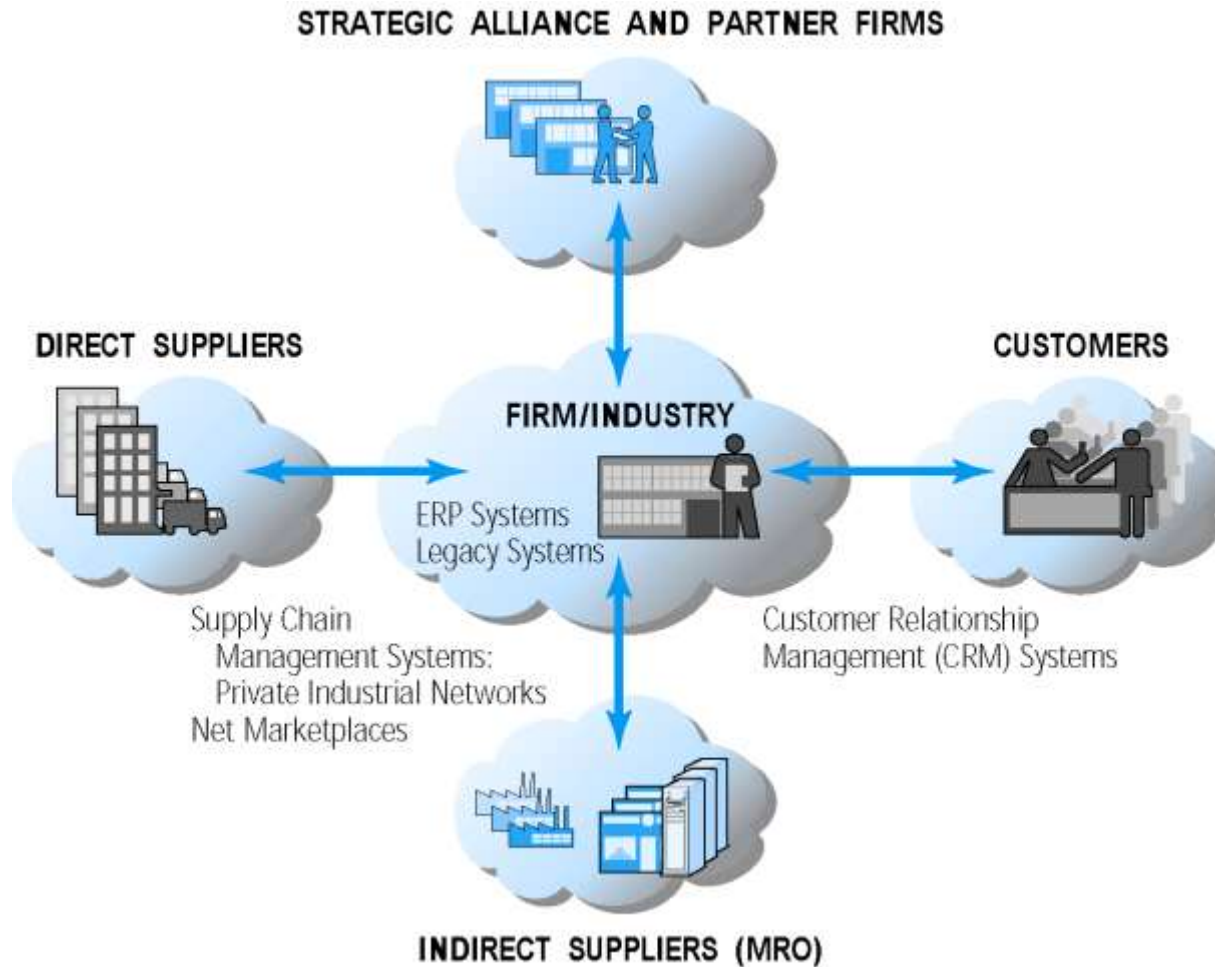 STRATEGIC ALLIANCE AND PARTNER FIRMS
DIRECT SUPPLIERS
CUSTOMERS
FIRM/INDUSTRY
ERP Systems
Legacy Systems
Supply Chain
Management Systems:
Private Industrial Networks
Net Marketplaces
Customer Relationship
Management (CRM) Systems
INDIRECT SUPPLIERS (MRO)